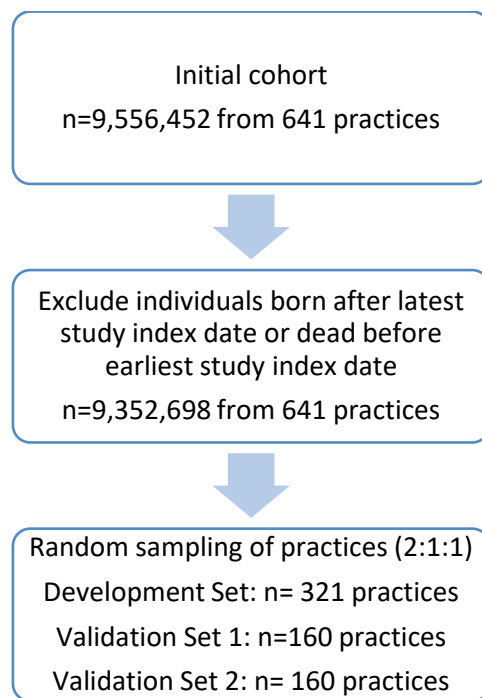 Initial cohort
n=9,556,452 from 641 practices
Exclude individuals born after latest
study index date or dead before
earliest study index date
n=9,352,698 from 641 practices
Random sampling of practices (2:1:1)
Development Set: n= 321 practices
Validation Set 1: n=160 practices
Validation Set 2: n= 160 practices